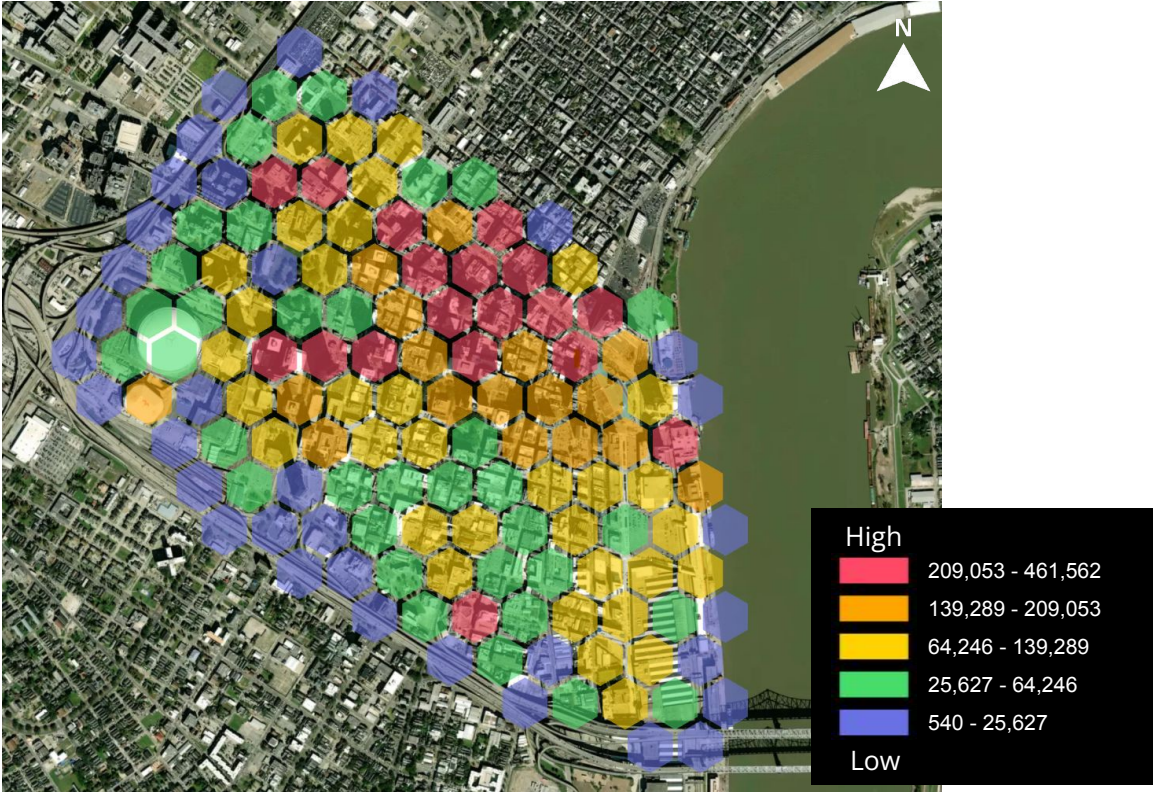 N
High
209,053 - 461,562
139,289 - 209,053
64,246 - 139,289
25,627 - 64,246
540 - 25,627
Low